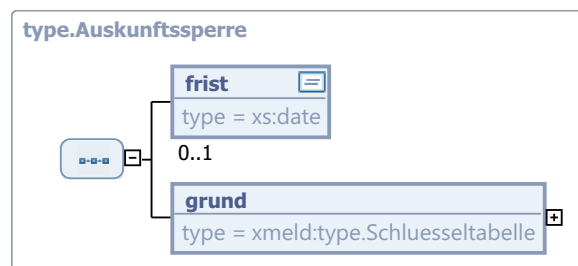 type.Auskunftssperre
frist
type = xs:date
0..1
grund
type = xmeld:type.Schluesseltabelle